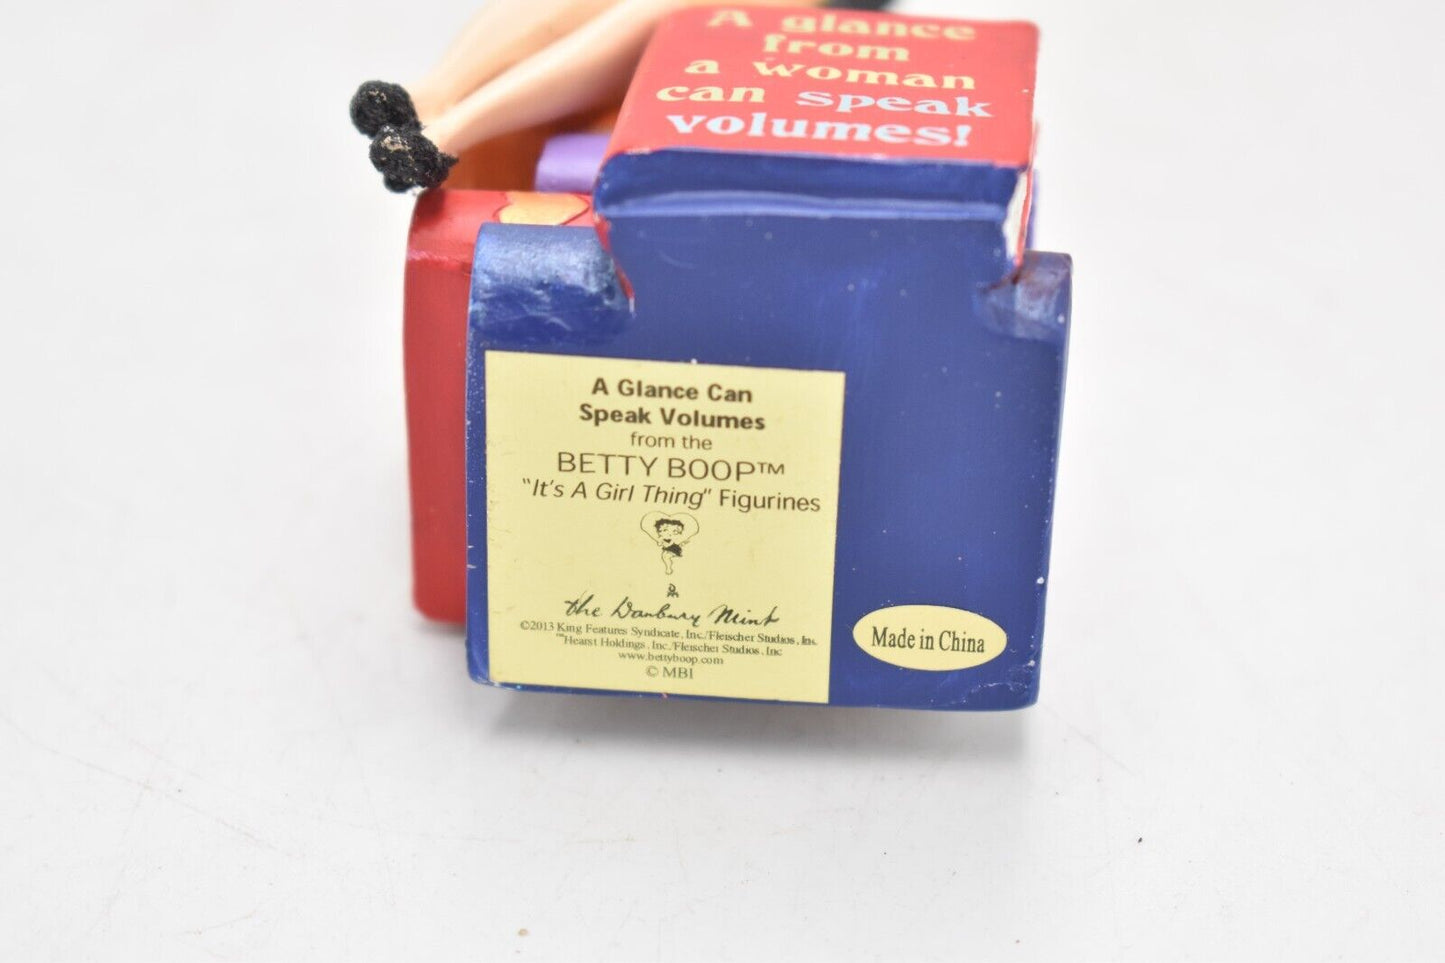 A glance
from
a woman
can speak
volumes!
A Glance Can
Speak Volumes
from the
BETTY BOOP™
"It's A Girl Thing" Figurines
the Danbury Mint
©2013 King Features Syndicate, Inc./Fleischer Studios, Inc.
™Hearst Holdings, Inc./Fleischer Studios, Inc
www.bettyboop.com
© MBI
Made in China